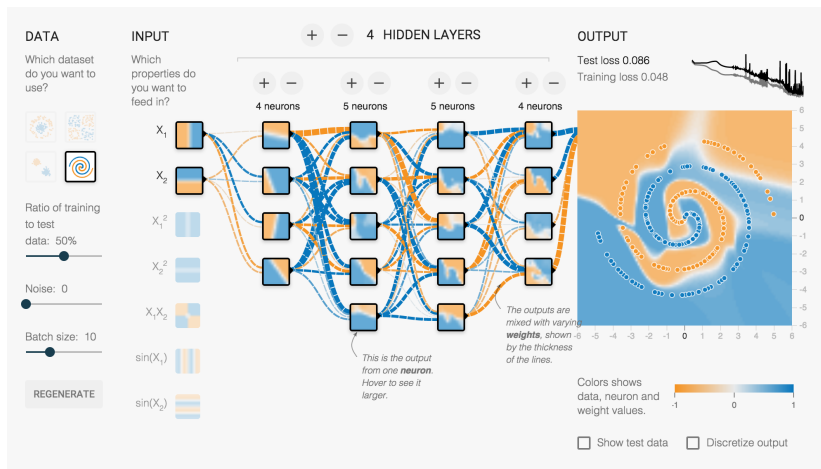 DATA
Which dataset
do you want to
use?
Ratio of training
to test
data: 50%
Noise: 0
Batch size: 10
REGENERATE
INPUT
Which
properties do
you want to
feed in?
X1
X2
X1²
X2²
X1X2
sin(X1)
sin(X2)
+ − 4 HIDDEN LAYERS
+ − + − + − + −
4 neurons 5 neurons 5 neurons 4 neurons
This is the output
from one neuron.
Hover to see it
larger.
The outputs are
mixed with varying
weights, shown
by the thickness
of the lines.
OUTPUT
Test loss 0.086
Training loss 0.048
6
5
4
3
2
1
0
-1
-2
-3
-4
-5
-6
-6 -5 -4 -3 -2 -1 0 1 2 3 4 5 6
Colors shows
data, neuron and
weight values.
-1 0 1
Show test data Discretize output